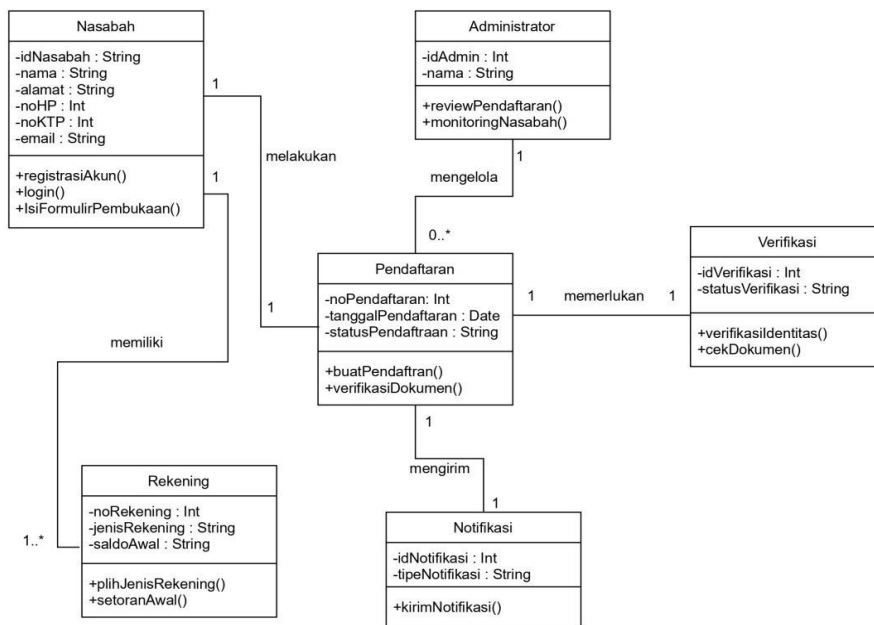 Nasabah
-idNasabah : String
-nama : String
-alamat : String
-noHP : Int
-noKTP : Int
-email : String
+registrasiAkun()
+login()
+IsiFormulirPembukaan()
1
1
melakukan
1
memiliki
1..*
Administrator
-idAdmin : Int
-nama : String
+reviewPendaftaran()
+monitoringNasabah()
1
mengelola
0..*
Pendaftaran
-noPendaftaran: Int
-tanggalPendaftaran : Date
-statusPendaftraan : String
+buatPendaftran()
+verifikasiDokumen()
1
memerlukan
1
Verifikasi
-idVerifikasi : Int
-statusVerifikasi : String
+verifikasiIdentitas()
+cekDokumen()
1
mengirim
1
Rekening
-noRekening : Int
-jenisRekening : String
-saldoAwal : String
+plihJenisRekening()
+setoranAwal()
Notifikasi
-idNotifikasi : Int
-tipeNotifikasi : String
+kirimNotifikasi()